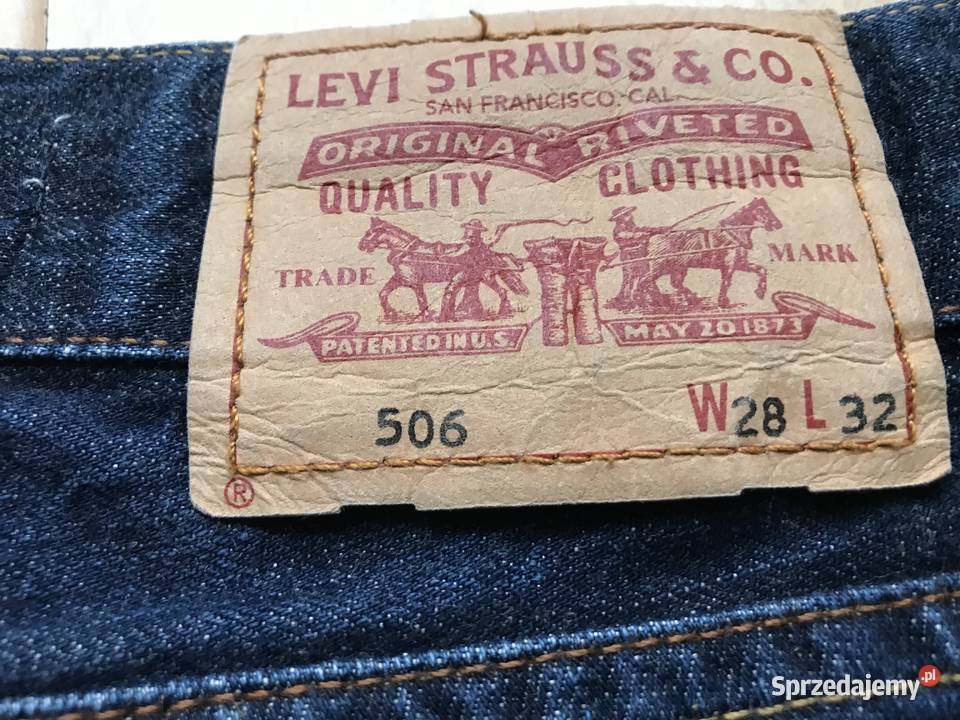 LEVI STRAUSS & CO.
SAN FRANCISCO, CAL.
ORIGINAL RIVETED
QUALITY CLOTHING
TRADE MARK
PATENTED IN U.S. MAY 20 1873
506 W28 L 32
®
Sprzedajemy.pl